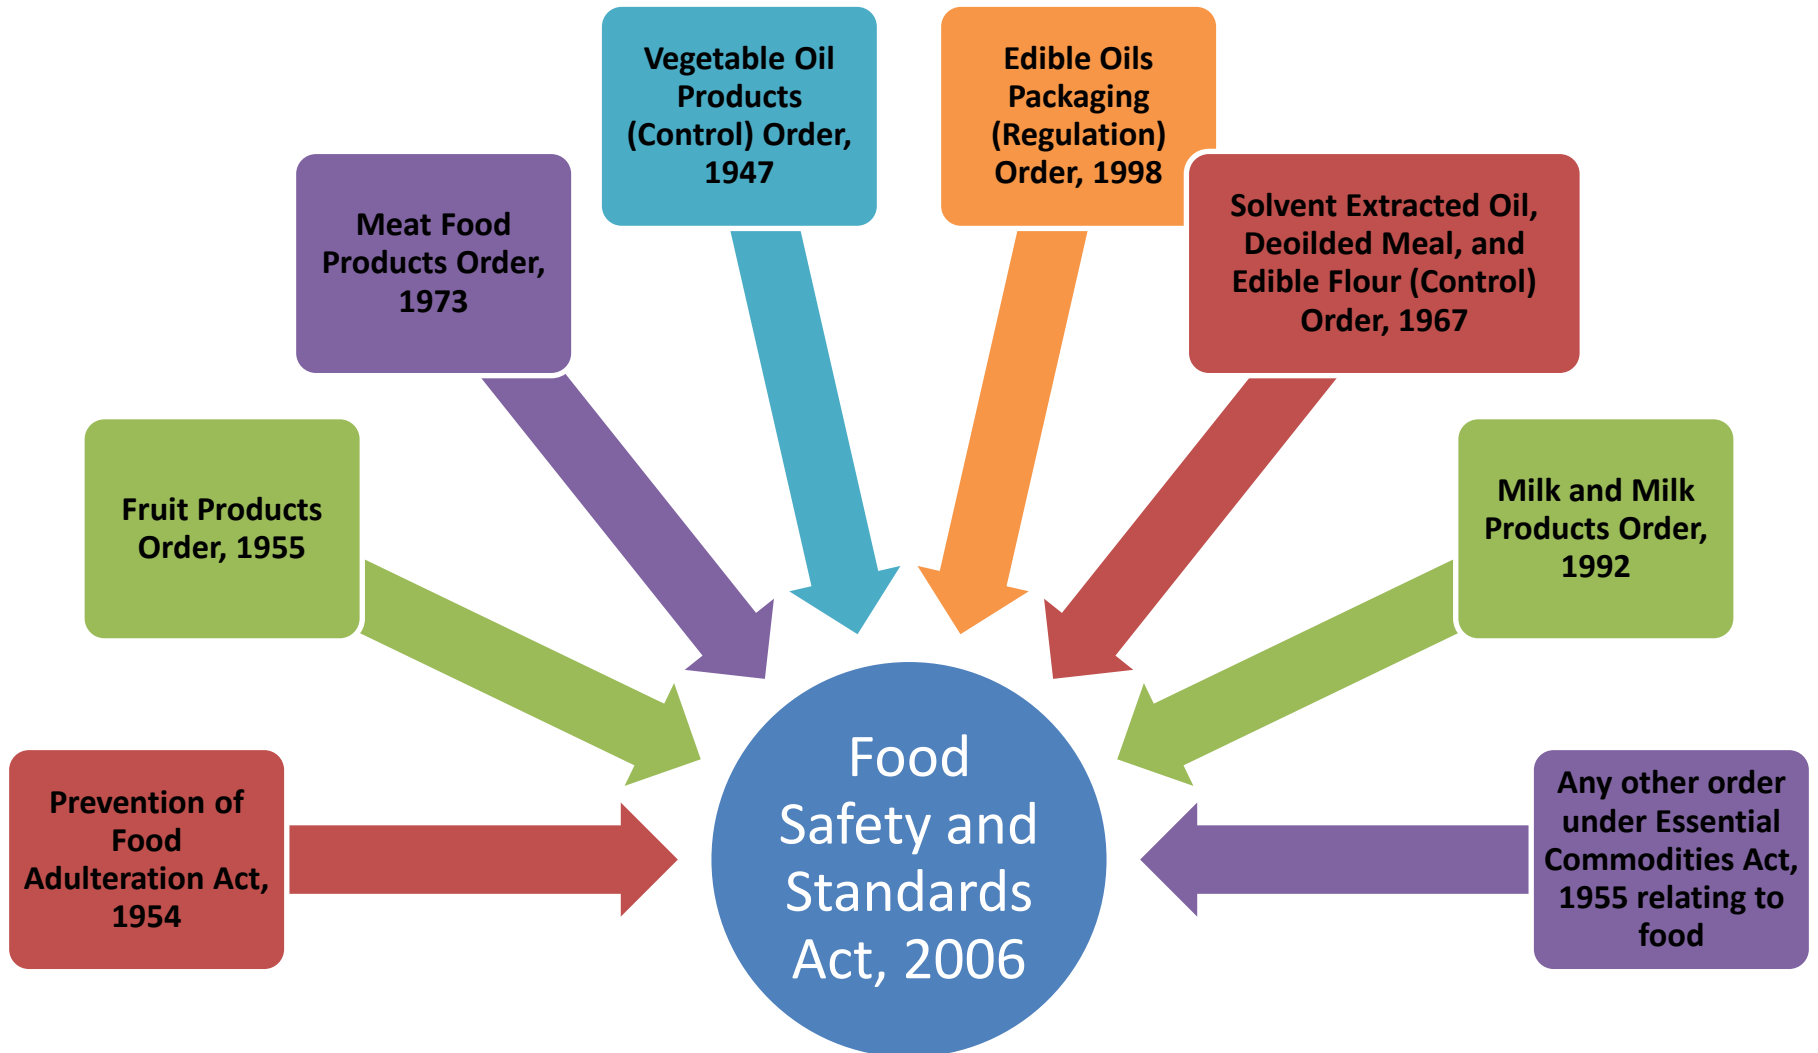 Vegetable Oil
Products
(Control) Order,
1947
Edible Oils
Packaging
(Regulation)
Order, 1998
Meat Food
Products Order,
1973
Solvent Extracted Oil,
Deoilded Meal, and
Edible Flour (Control)
Order, 1967
Fruit Products
Order, 1955
Milk and Milk
Products Order,
1992
Prevention of
Food
Adulteration Act,
1954
Food
Safety and
Standards
Act, 2006
Any other order
under Essential
Commodities Act,
1955 relating to
food